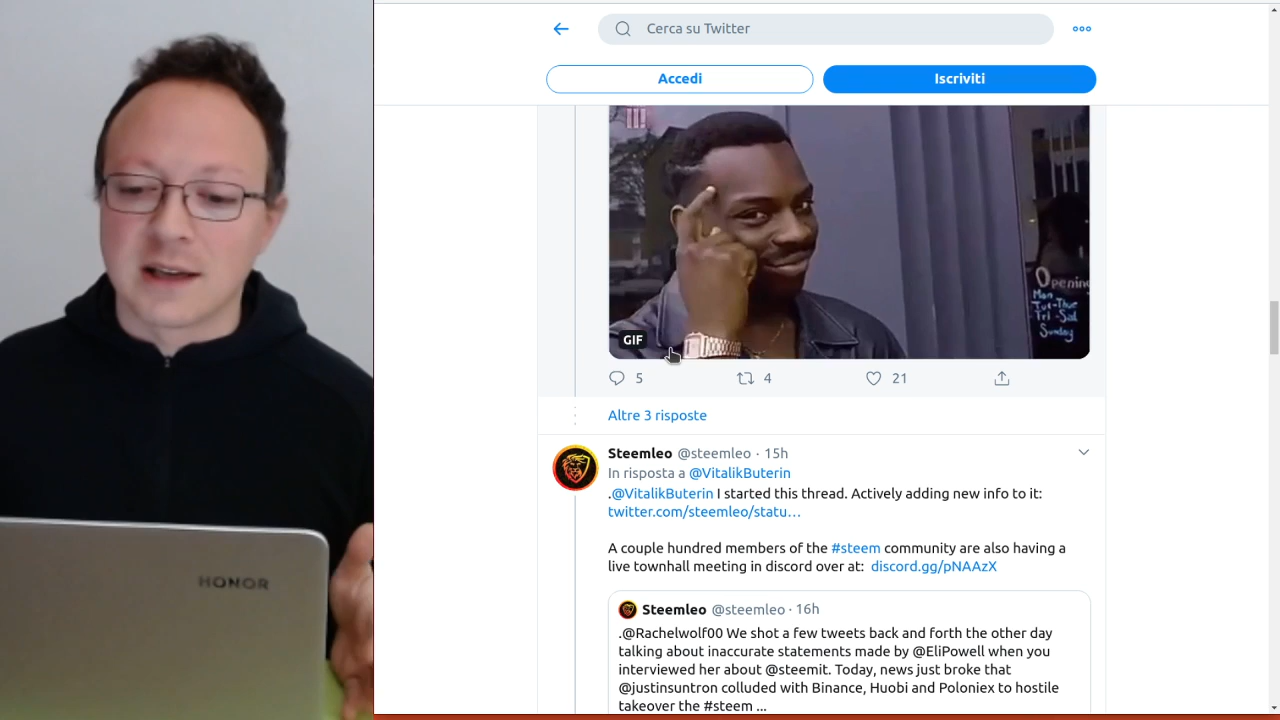 Cerca su Twitter
Accedi
Iscriviti
Opening
Mon
Tue-Thur
Fri-Sat
Sunday
GIF
5
4
21
Altre 3 risposte
Steemleo @steemleo · 15h
In risposta a @VitalikButerin
.@VitalikButerin I started this thread. Actively adding new info to it:
twitter.com/steemleo/statu…
A couple hundred members of the #steem community are also having a
live townhall meeting in discord over at: discord.gg/pNAAzX
Steemleo @steemleo · 16h
.@Rachelwolf00 We shot a few tweets back and forth the other day
talking about inaccurate statements made by @EliPowell when you
interviewed her about @steemit. Today, news just broke that
@justinsuntron colluded with Binance, Huobi and Poloniex to hostile
takeover the #steem ...
HONOR